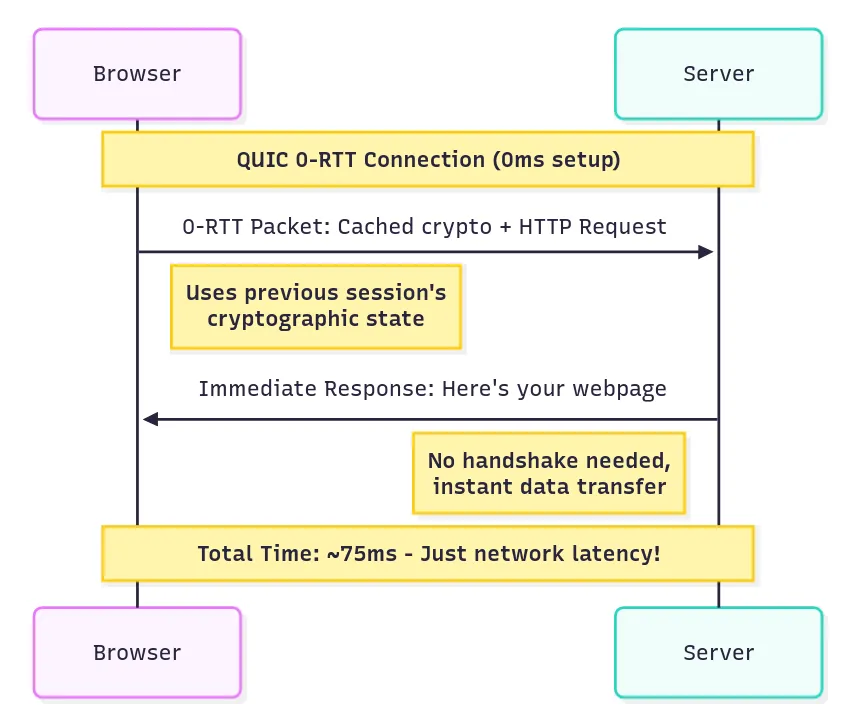 Browser
Server
QUIC 0-RTT Connection (0ms setup)
0-RTT Packet: Cached crypto + HTTP Request
Uses previous session's
cryptographic state
Immediate Response: Here's your webpage
No handshake needed,
instant data transfer
Total Time: ~75ms - Just network latency!
Browser
Server